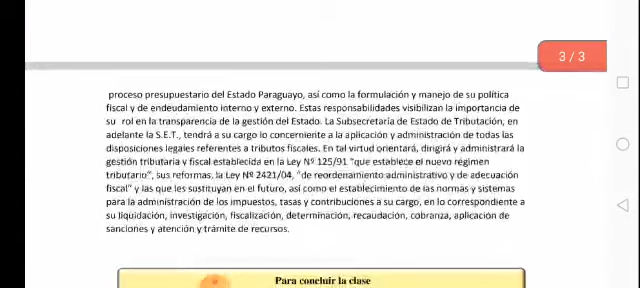 3 / 3
proceso presupuestario del Estado Paraguayo, así como la formulación y manejo de su política
fiscal y de endeudamiento interno y externo. Estas responsabilidades visibilizan la importancia de
su rol en la transparencia de la gestión del Estado. La Subsecretaría de Estado de Tributación, en
adelante la S.E.T., tendrá a su cargo lo concerniente a la aplicación y administración de todas las
disposiciones legales referentes a tributos fiscales. En tal virtud orientará, dirigirá y administrará la
gestión tributaria y fiscal establecida en la Ley Nº 125/91 "que establece el nuevo régimen
tributario", sus reformas, la Ley Nº 2421/04, "de reordenamiento administrativo y de adecuación
fiscal" y las que les sustituyan en el futuro, así como el establecimiento de las normas y sistemas
para la administración de los impuestos, tasas y contribuciones a su cargo, en lo correspondiente a
su liquidación, investigación, fiscalización, determinación, recaudación, cobranza, aplicación de
sanciones y atención y trámite de recursos.
Para concluir la clase